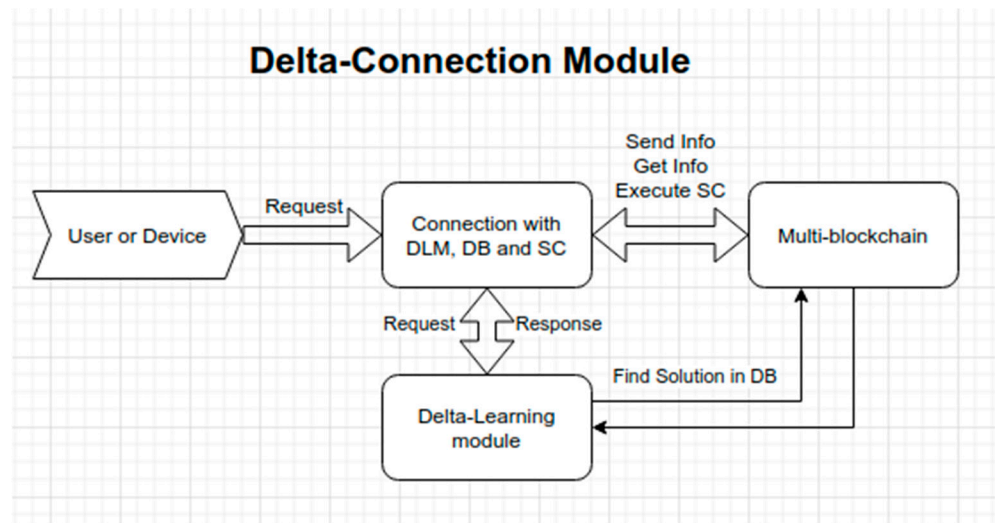 Delta-Connection Module
Send Info
Get Info
Execute SC
Request
User or Device
Connection with
DLM, DB and SC
Multi-blockchain
Request
Response
Find Solution in DB
Delta-Learning
module